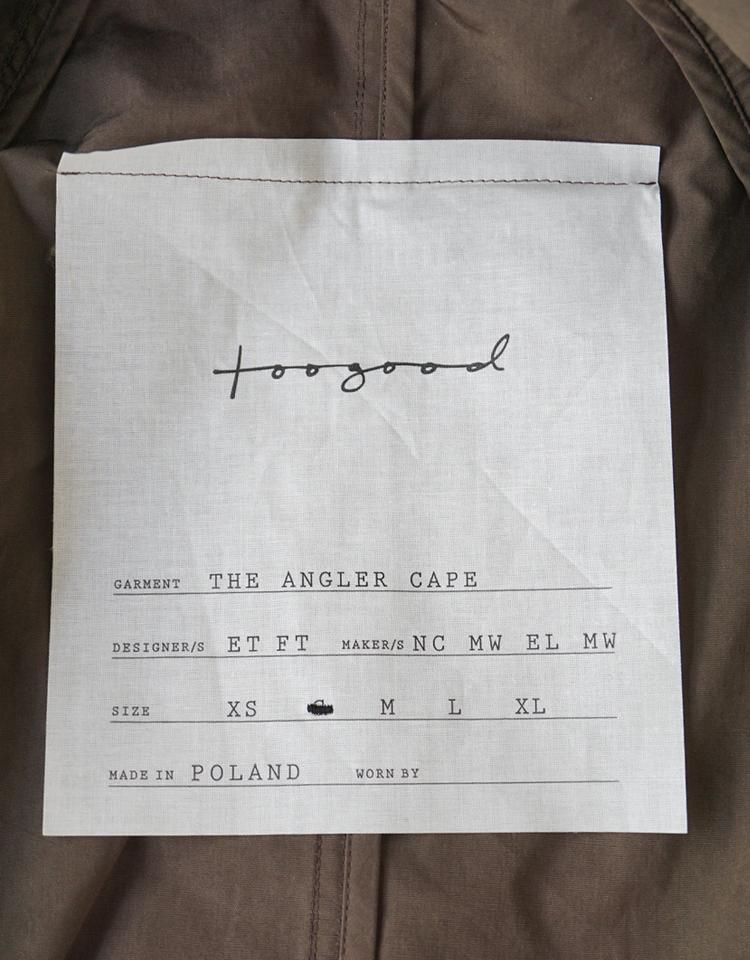 toogood
GARMENT THE ANGLER CAPE
DESIGNER/S ET FT MAKER/S NC MW EL MW
SIZE XS M L XL
MADE IN POLAND WORN BY